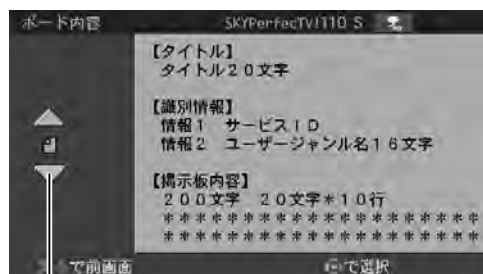 ボード内容 SKYPerfecTV!110 S
【タイトル】
タイトル20文字
【識別情報】
情報1 サービスID
情報2 ユーザージャンル名16文字
【掲示板内容】
200文字 20文字*10行
********************
********************
で前画面 で選択